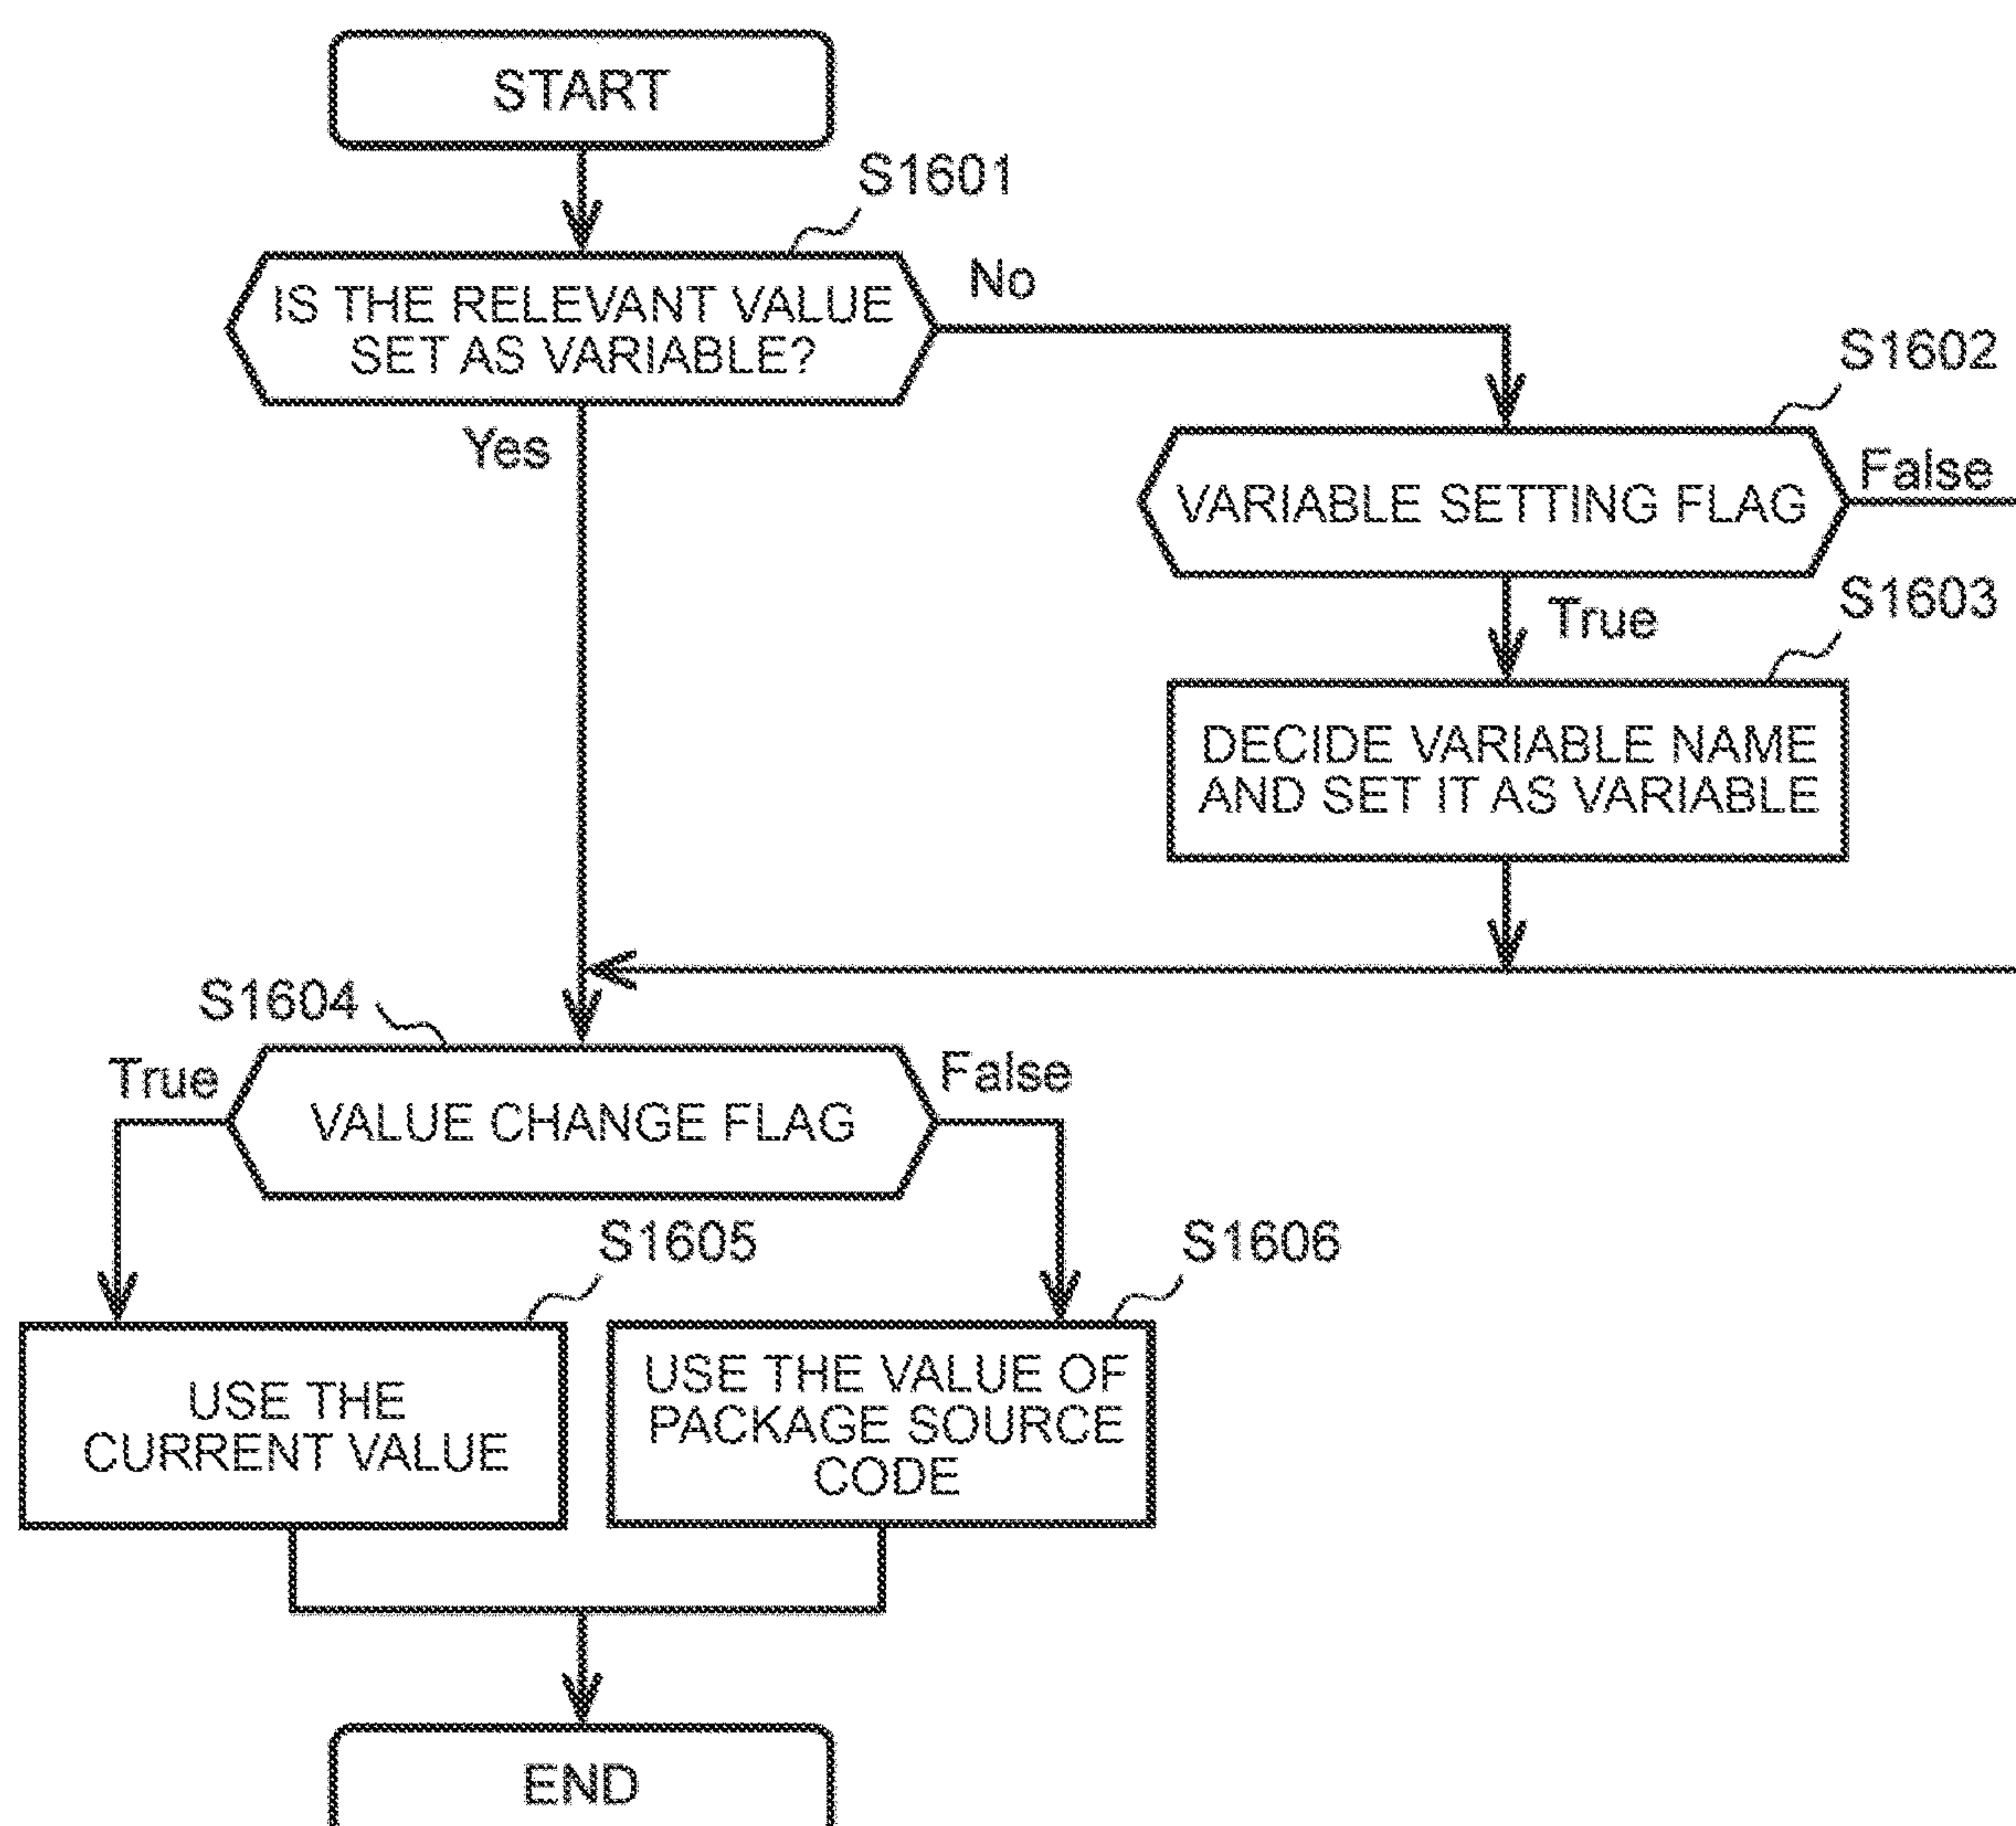 START
S1601
IS THE RELEVANT VALUE
SET AS VARIABLE?
No
Yes
S1602
VARIABLE SETTING FLAG
False
True
S1603
DECIDE VARIABLE NAME
AND SET IT AS VARIABLE
S1604
VALUE CHANGE FLAG
True
False
S1605
USE THE
CURRENT VALUE
S1606
USE THE VALUE OF
PACKAGE SOURCE
CODE
END